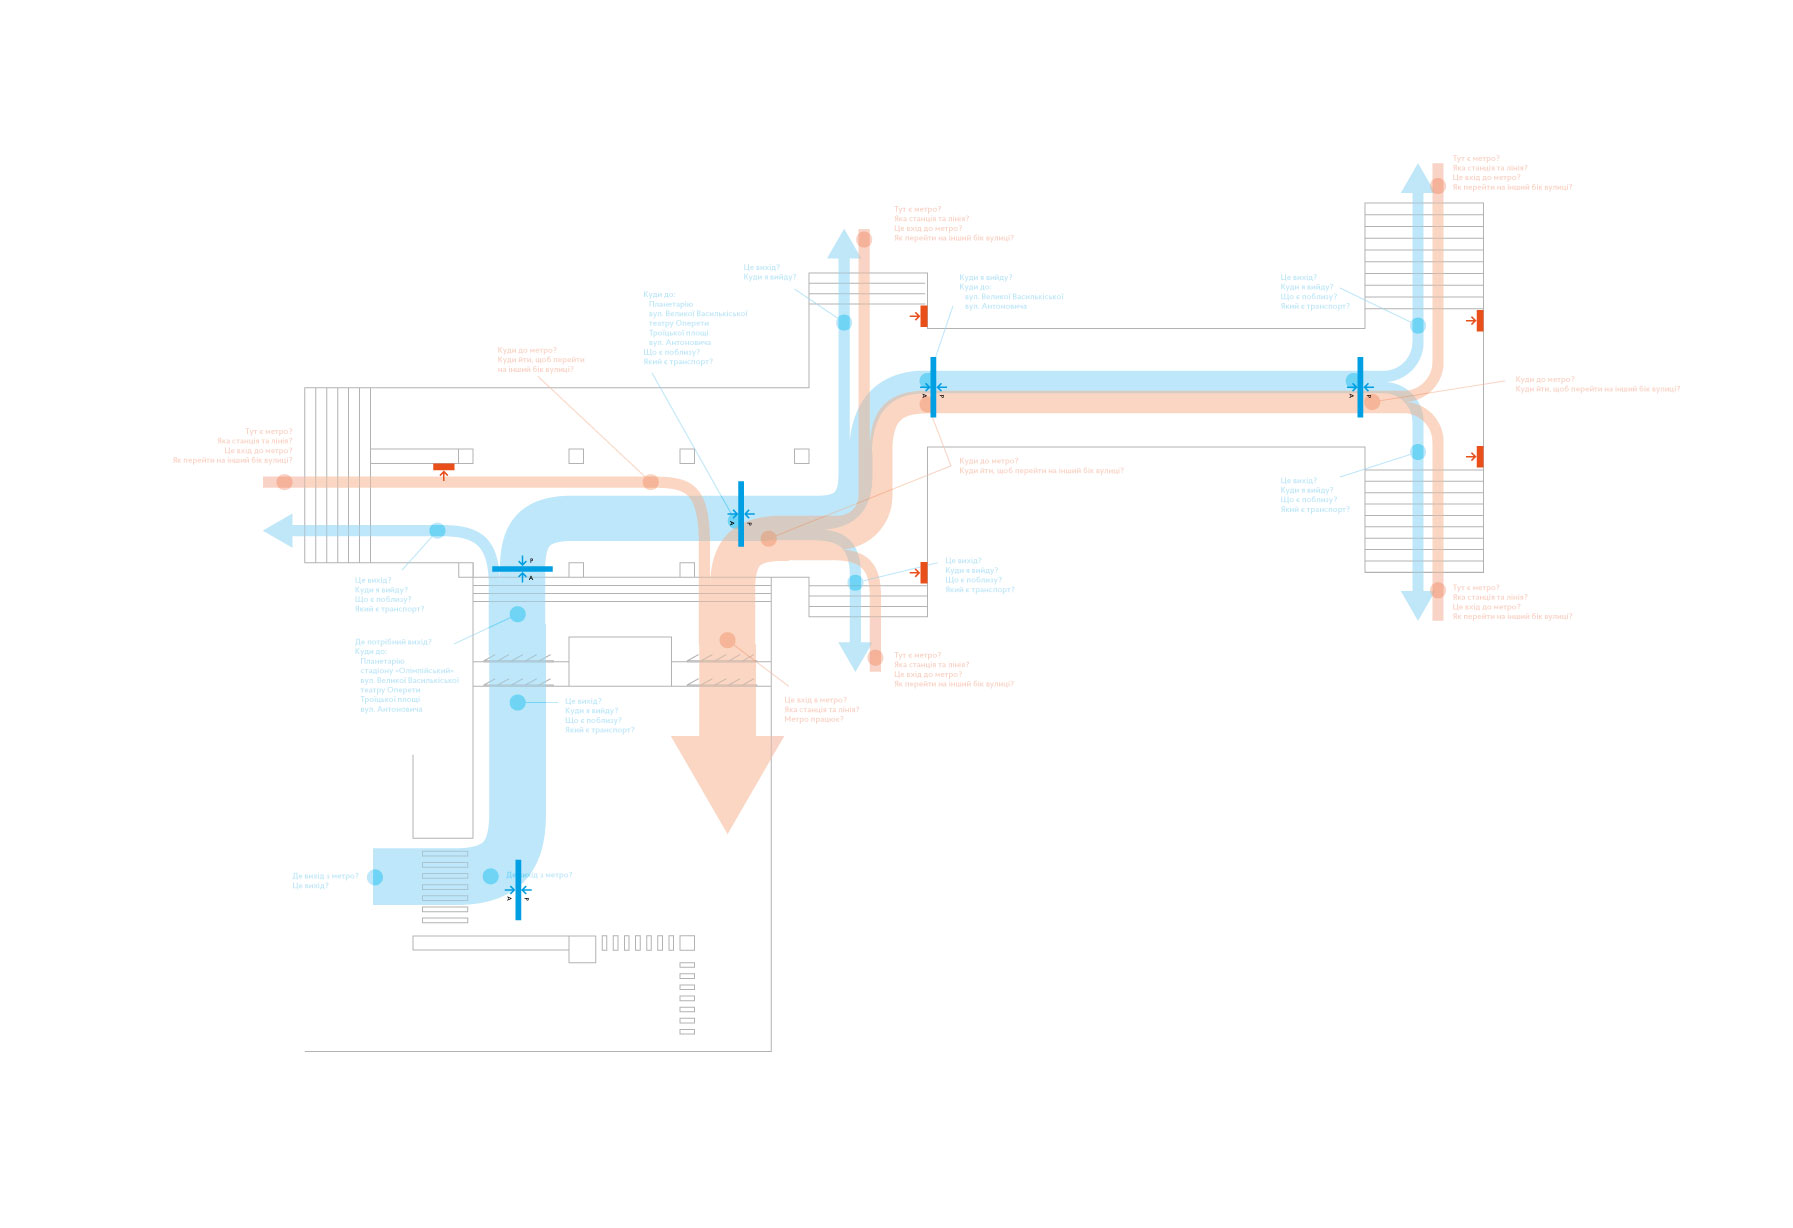 Тут є метро?
Яка станція та лінія?
Це вхід до метро?
Як перейти на інший бік вулиці?
Тут є метро?
Яка станція та лінія?
Це вхід до метро?
Як перейти на інший бік вулиці?
Це вихід?
Куди я вийду?
Куди я вийду?
Куди до:
вул. Великої Васильківської
вул. Антоновича
Це вихід?
Куди я вийду?
Що є поблизу?
Який є транспорт?
Куди до:
Планетарію
вул. Великої Васильківської
театру Оперети
Троїцької площі
вул. Антоновича
Що є поблизу?
Який є транспорт?
Куди до метро?
Куди йти, щоб перейти
на інший бік вулиці?
Куди до метро?
Куди йти, щоб перейти на інший бік вулиці?
A
P
A
P
Тут є метро?
Яка станція та лінія?
Це вхід до метро?
Як перейти на інший бік вулиці?
Куди до метро?
Куди йти, щоб перейти на інший бік вулиці?
Це вихід?
Куди я вийду?
Що є поблизу?
Який є транспорт?
A
P
P
A
Це вихід?
Куди я вийду?
Що є поблизу?
Який є транспорт?
Це вихід?
Куди я вийду?
Що є поблизу?
Який є транспорт?
Тут є метро?
Яка станція та лінія?
Це вхід до метро?
Як перейти на інший бік вулиці?
Де потрібний вихід?
Куди до:
Планетарію
стадіону «Олімпійський»
вул. Великої Васильківської
театру Оперети
Троїцької площі
вул. Антоновича
Тут є метро?
Яка станція та лінія?
Це вхід до метро?
Як перейти на інший бік вулиці?
Це вихід?
Куди я вийду?
Що є поблизу?
Який є транспорт?
Це вхід в метро?
Яка станція та лінія?
Метро працює?
Де вихід з метро?
Це вихід?
Де вихід з метро?
A
P